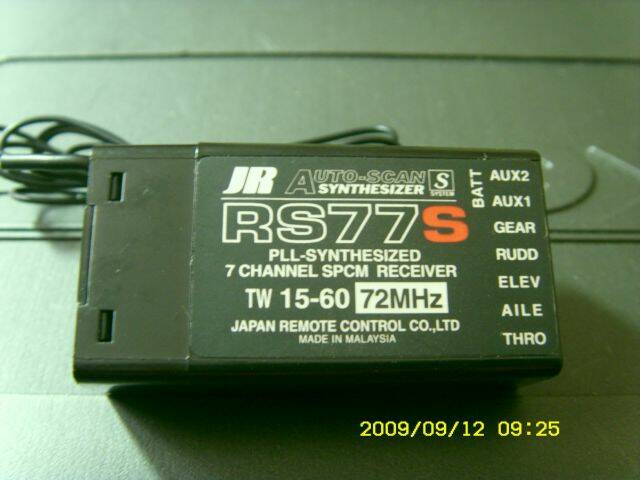 JR AUTO-SCAN SYNTHESIZER S SYSTEM
RS77S
PLL-SYNTHESIZED
7 CHANNEL SPCM RECEIVER
TW 15-60 72MHz
JAPAN REMOTE CONTROL CO.,LTD
MADE IN MALAYSIA
BATT
AUX2
AUX1
GEAR
RUDD
ELEV
AILE
THRO
2009/09/12 09:25